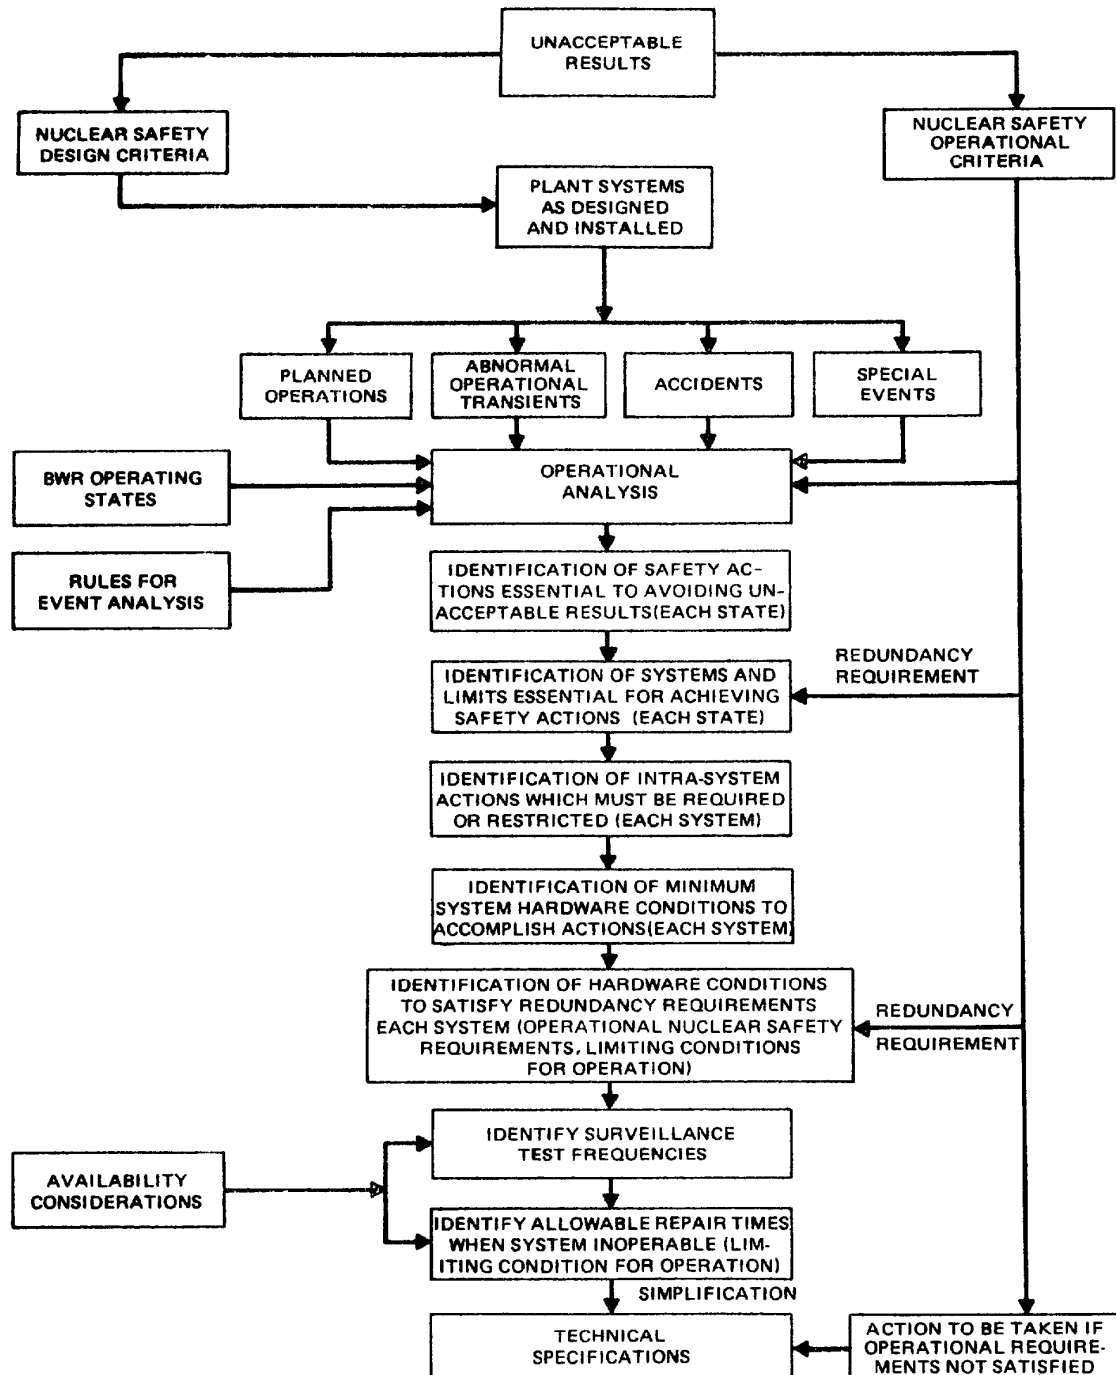 UNACCEPTABLE
RESULTS
NUCLEAR SAFETY
DESIGN CRITERIA
NUCLEAR SAFETY
OPERATIONAL
CRITERIA
PLANT SYSTEMS
AS DESIGNED
AND INSTALLED
PLANNED
OPERATIONS
ABNORMAL
OPERATIONAL
TRANSIENTS
ACCIDENTS
SPECIAL
EVENTS
BWR OPERATING
STATES
OPERATIONAL
ANALYSIS
RULES FOR
EVENT ANALYSIS
IDENTIFICATION OF SAFETY AC-
TIONS ESSENTIAL TO AVOIDING UN-
ACCEPTABLE RESULTS(EACH STATE)
REDUNDANCY
REQUIREMENT
IDENTIFICATION OF SYSTEMS AND
LIMITS ESSENTIAL FOR ACHIEVING
SAFETY ACTIONS (EACH STATE)
IDENTIFICATION OF INTRA-SYSTEM
ACTIONS WHICH MUST BE REQUIRED
OR RESTRICTED (EACH SYSTEM)
IDENTIFICATION OF MINIMUM
SYSTEM HARDWARE CONDITIONS TO
ACCOMPLISH ACTIONS(EACH SYSTEM)
IDENTIFICATION OF HARDWARE CONDITIONS
TO SATISFY REDUNDANCY REQUIREMENTS
EACH SYSTEM (OPERATIONAL NUCLEAR SAFETY
REQUIREMENTS, LIMITING CONDITIONS
FOR OPERATION)
REDUNDANCY
REQUIREMENT
IDENTIFY SURVEILLANCE
TEST FREQUENCIES
AVAILABILITY
CONSIDERATIONS
IDENTIFY ALLOWABLE REPAIR TIMES
WHEN SYSTEM INOPERABLE (LIM-
ITING CONDITION FOR OPERATION)
SIMPLIFICATION
TECHNICAL
SPECIFICATIONS
ACTION TO BE TAKEN IF
OPERATIONAL REQUIRE-
MENTS NOT SATISFIED